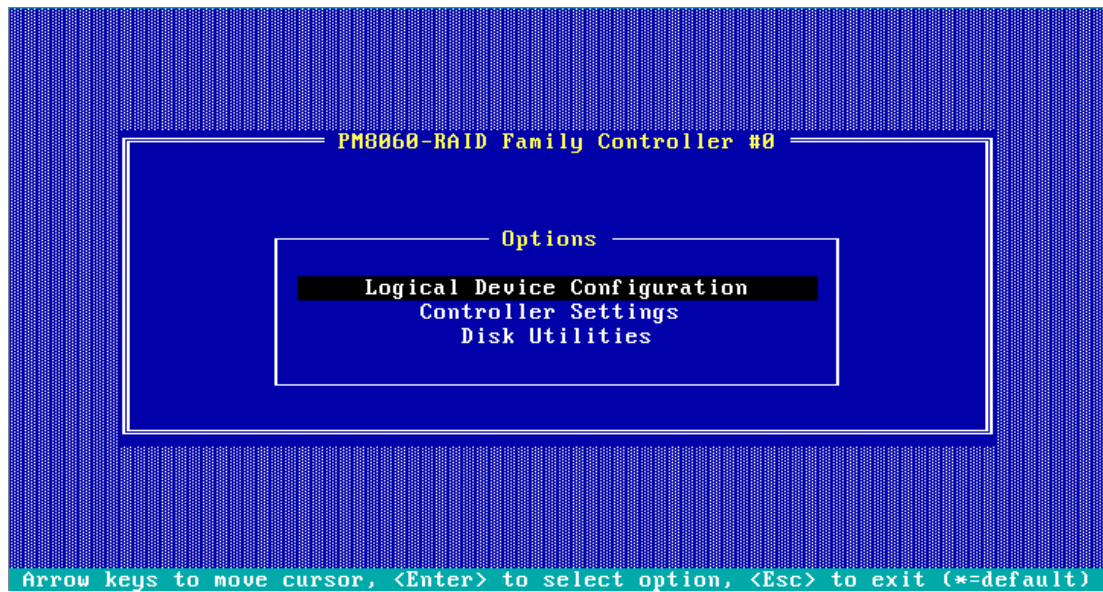 PM8060-RAID Family Controller #0
Options
Logical Device Configuration
Controller Settings
Disk Utilities
Arrow keys to move cursor, <Enter> to select option, <Esc> to exit (*=default)